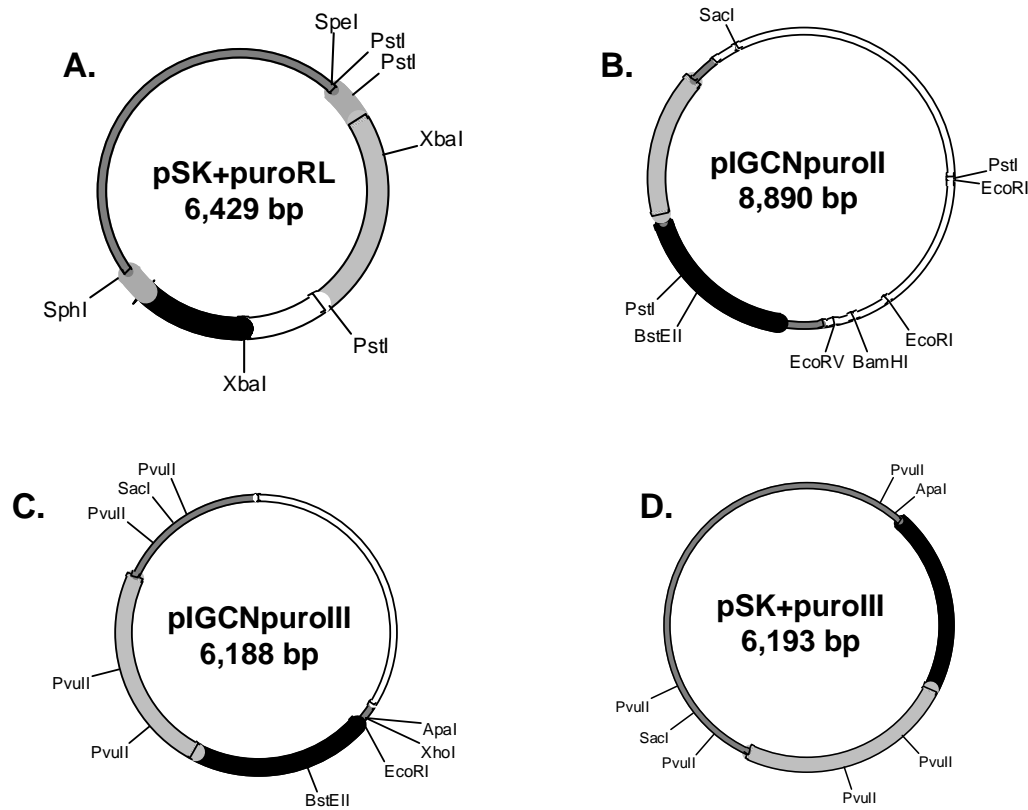 A.
SpeI
PstI
PstI
XbaI
pSK+puroRL
6,429 bp
SphI
PstI
XbaI
B.
SacI
pIGCNpuroII
8,890 bp
PstI
EcoRI
PstI
BstEII
EcoRV
BamHI
EcoRI
C.
PvuII
SacI
PvuII
pIGCNpuroIII
6,188 bp
PvuII
PvuII
ApaI
XhoI
EcoRI
BstEII
D.
PvuII
ApaI
pSK+puroIII
6,193 bp
PvuII
SacI
PvuII
PvuII
PvuII